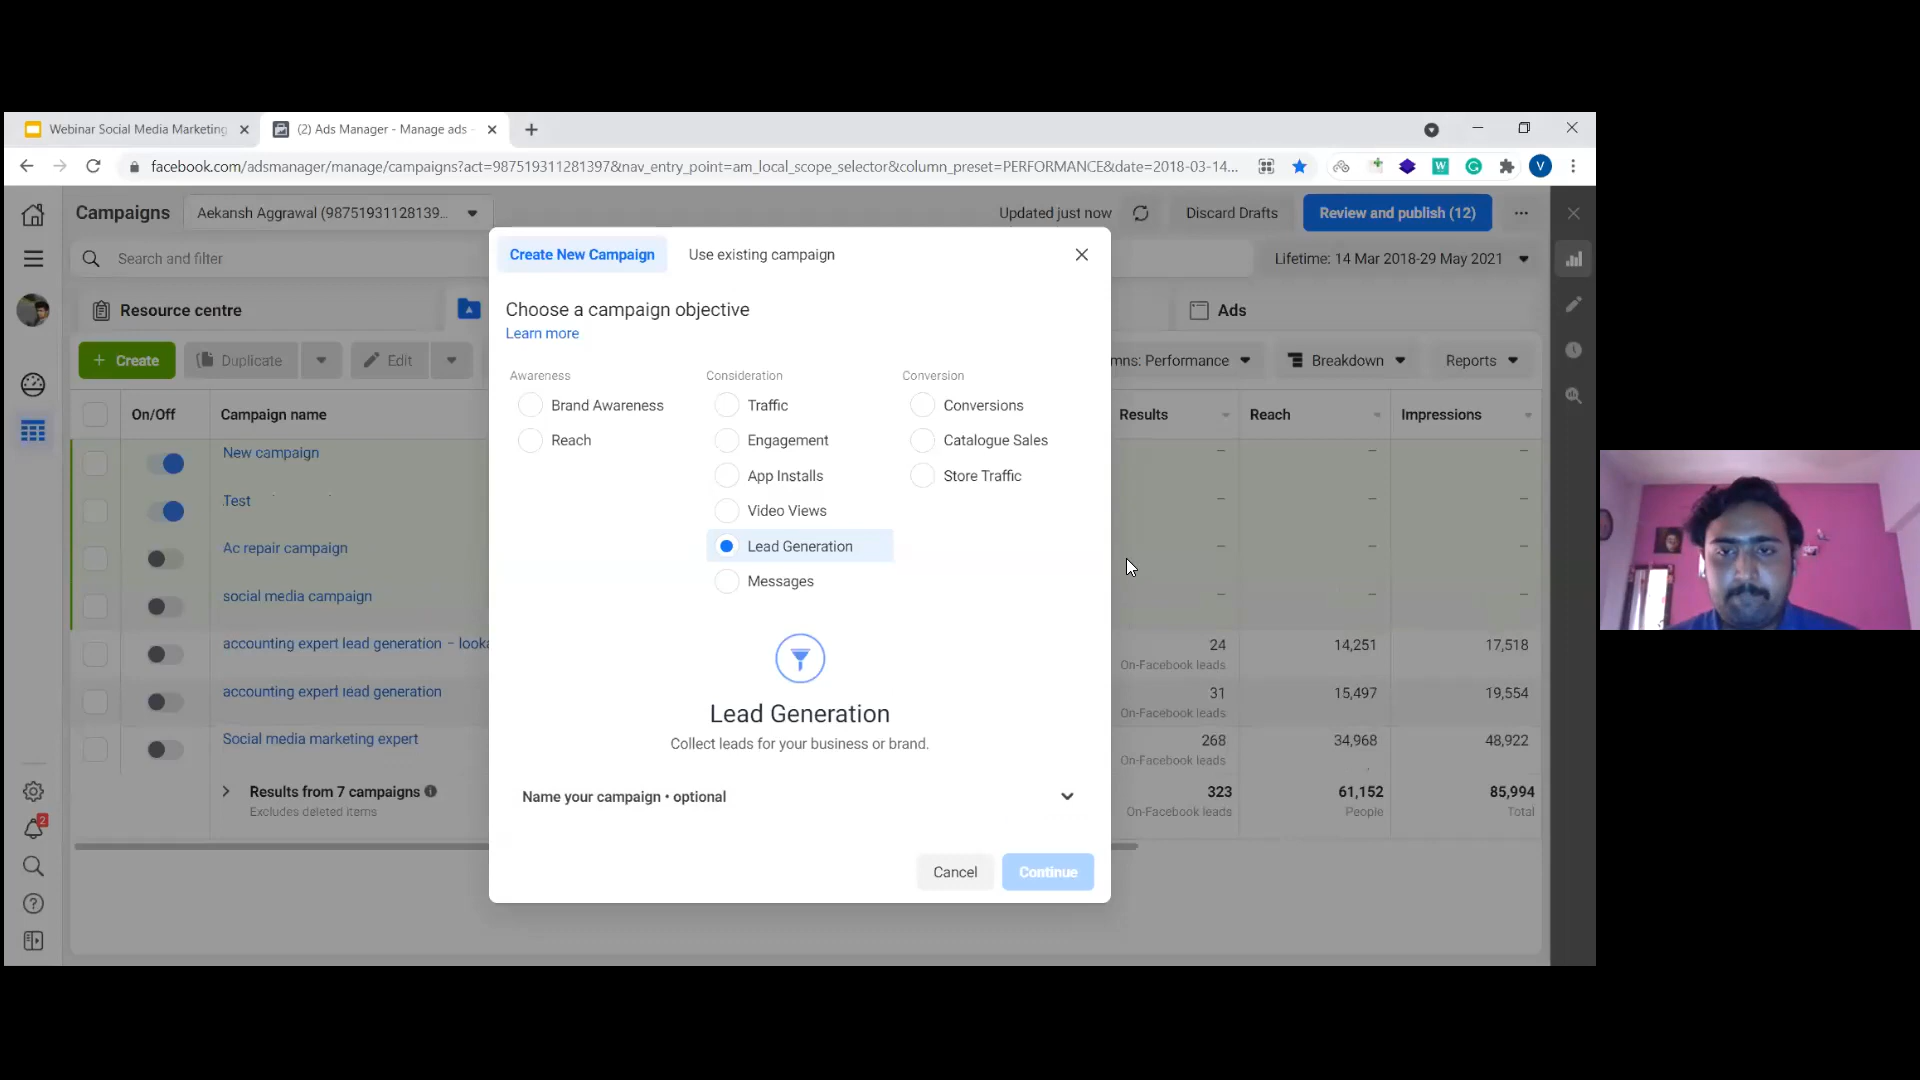 Webinar Social Media Marketing
(2) Ads Manager - Manage ads -
facebook.com/adsmanager/manage/campaigns?act=987519311281397&nav_entry_point=am_local_scope_selector&column_preset=PERFORMANCE&date=2018-03-14...
V
Campaigns
Aekansh Aggrawal (98751931128139...
Updated just now
Discard Drafts
Review and publish (12)
Search and filter
Lifetime: 14 Mar 2018-29 May 2021
Resource centre
Ads
+ Create
Duplicate
Edit
mns: Performance
Breakdown
Reports
On/Off
Campaign name
Results
Reach
Impressions
New campaign
Test
Ac repair campaign
social media campaign
accounting expert lead generation - looka
24
14,251
17,518
On-Facebook leads
accounting expert lead generation
31
15,497
19,554
On-Facebook leads
Social media marketing expert
268
34,968
48,922
On-Facebook leads
Results from 7 campaigns
323
61,152
85,994
Excludes deleted items
On-Facebook leads
People
Total
2
Create New Campaign
Use existing campaign
Choose a campaign objective
Learn more
Awareness
Consideration
Conversion
Brand Awareness
Traffic
Conversions
Reach
Engagement
Catalogue Sales
App Installs
Store Traffic
Video Views
Lead Generation
Messages
Lead Generation
Collect leads for your business or brand.
Name your campaign • optional
Cancel
Continue